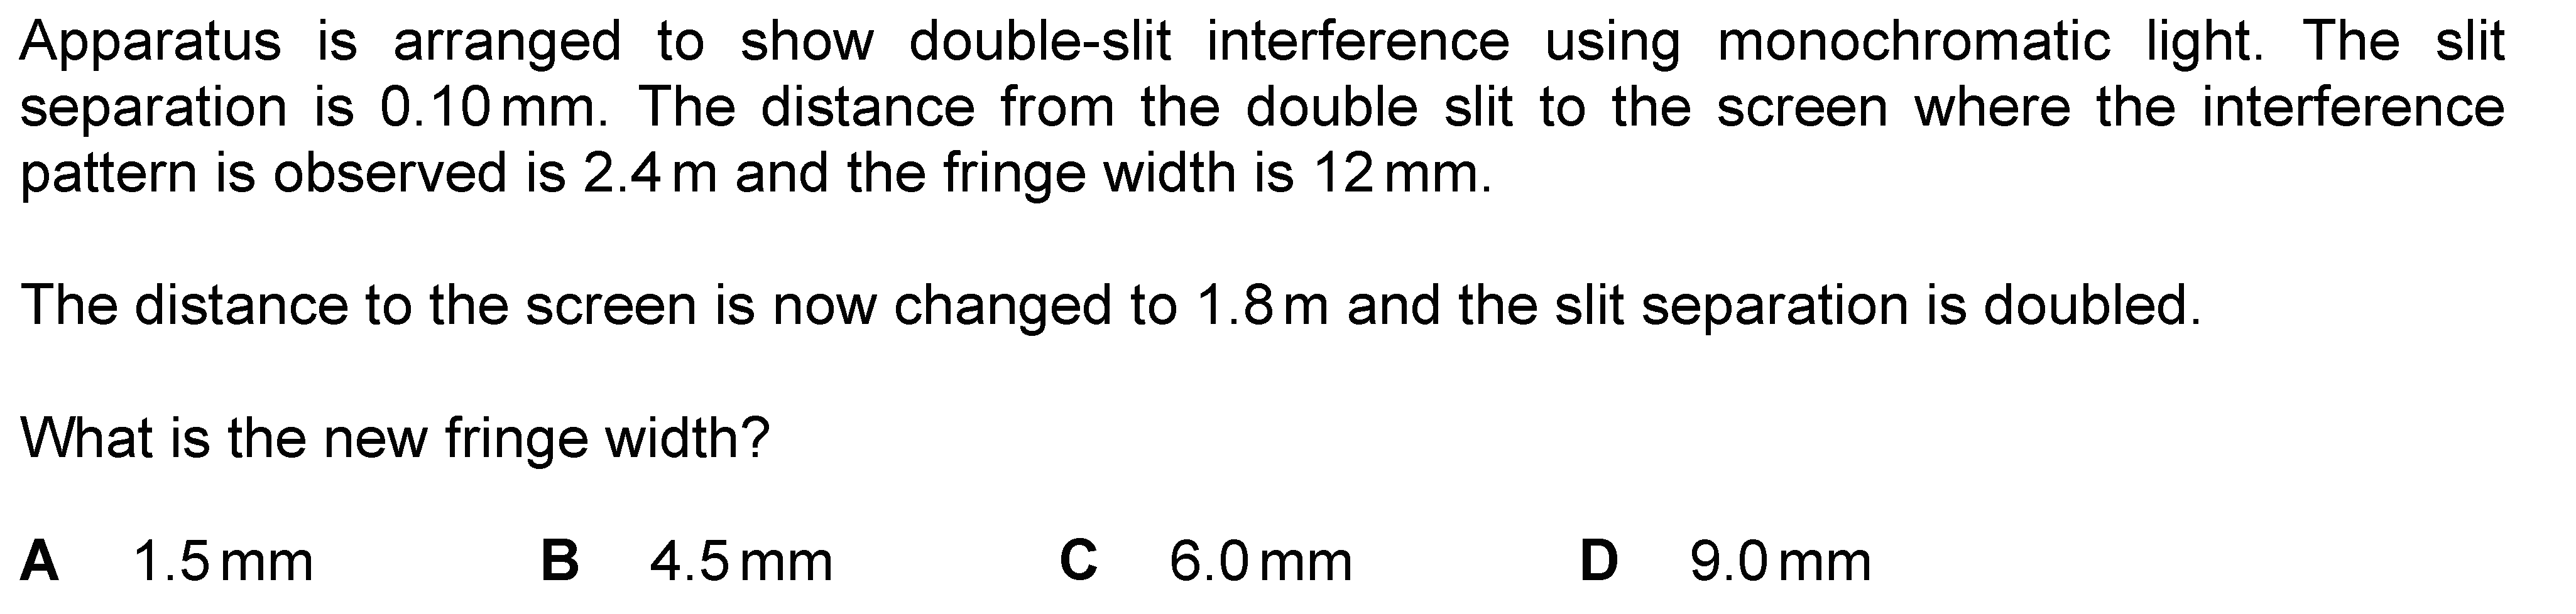 Apparatus is arranged to show double-slit interference using monochromatic light. The slit
separation is 0.10 mm. The distance from the double slit to the screen where the interference
pattern is observed is 2.4 m and the fringe width is 12 mm.
The distance to the screen is now changed to 1.8 m and the slit separation is doubled.
What is the new fringe width?
A 1.5 mm B 4.5 mm C 6.0 mm D 9.0 mm